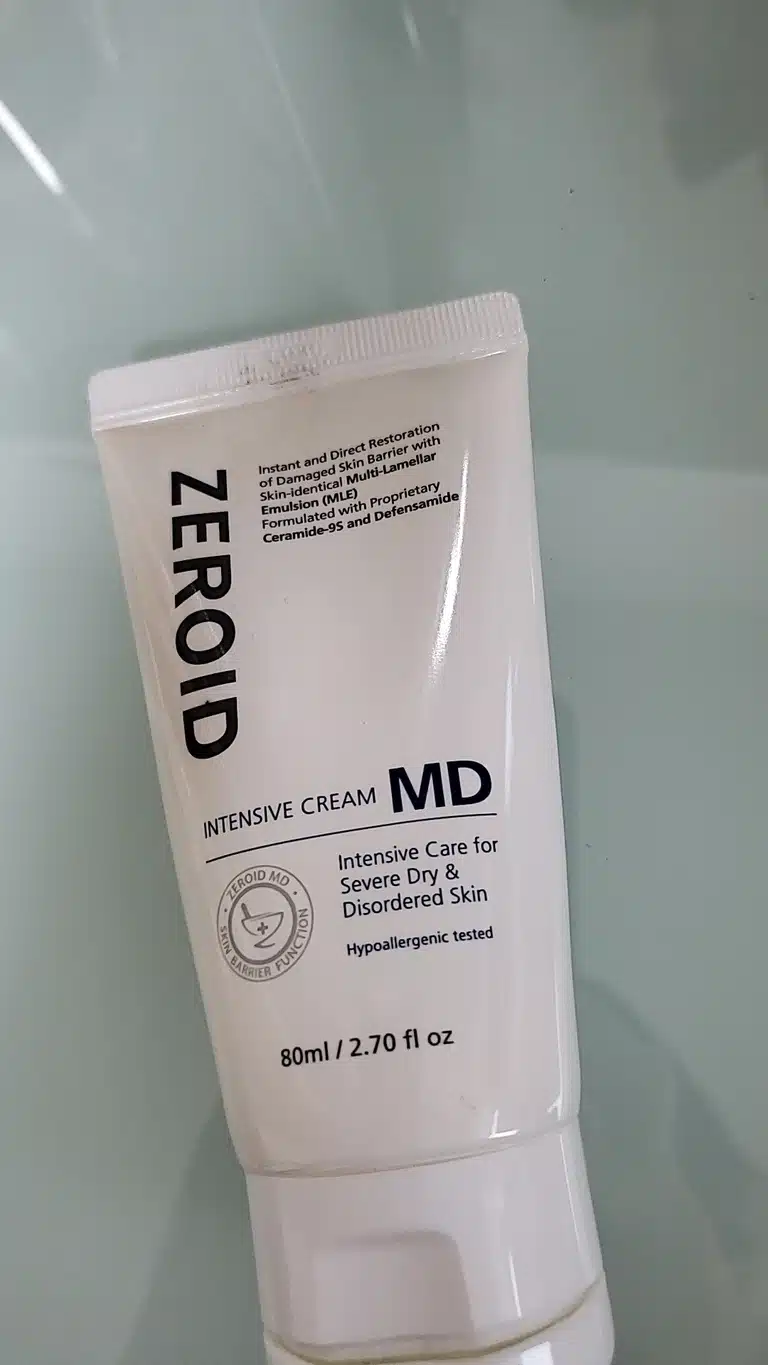 ZEROID
Instant and Direct Restoration
of Damaged Skin Barrier with
Skin-identical Multi-Lamellar
Emulsion (MLE)
Formulated with Proprietary
Ceramide-9S and Defensamide
INTENSIVE CREAM MD
ZEROID MD
SKIN BARRIER FUNCTION
Intensive Care for
Severe Dry &
Disordered Skin
Hypoallergenic tested
80ml / 2.70 fl oz